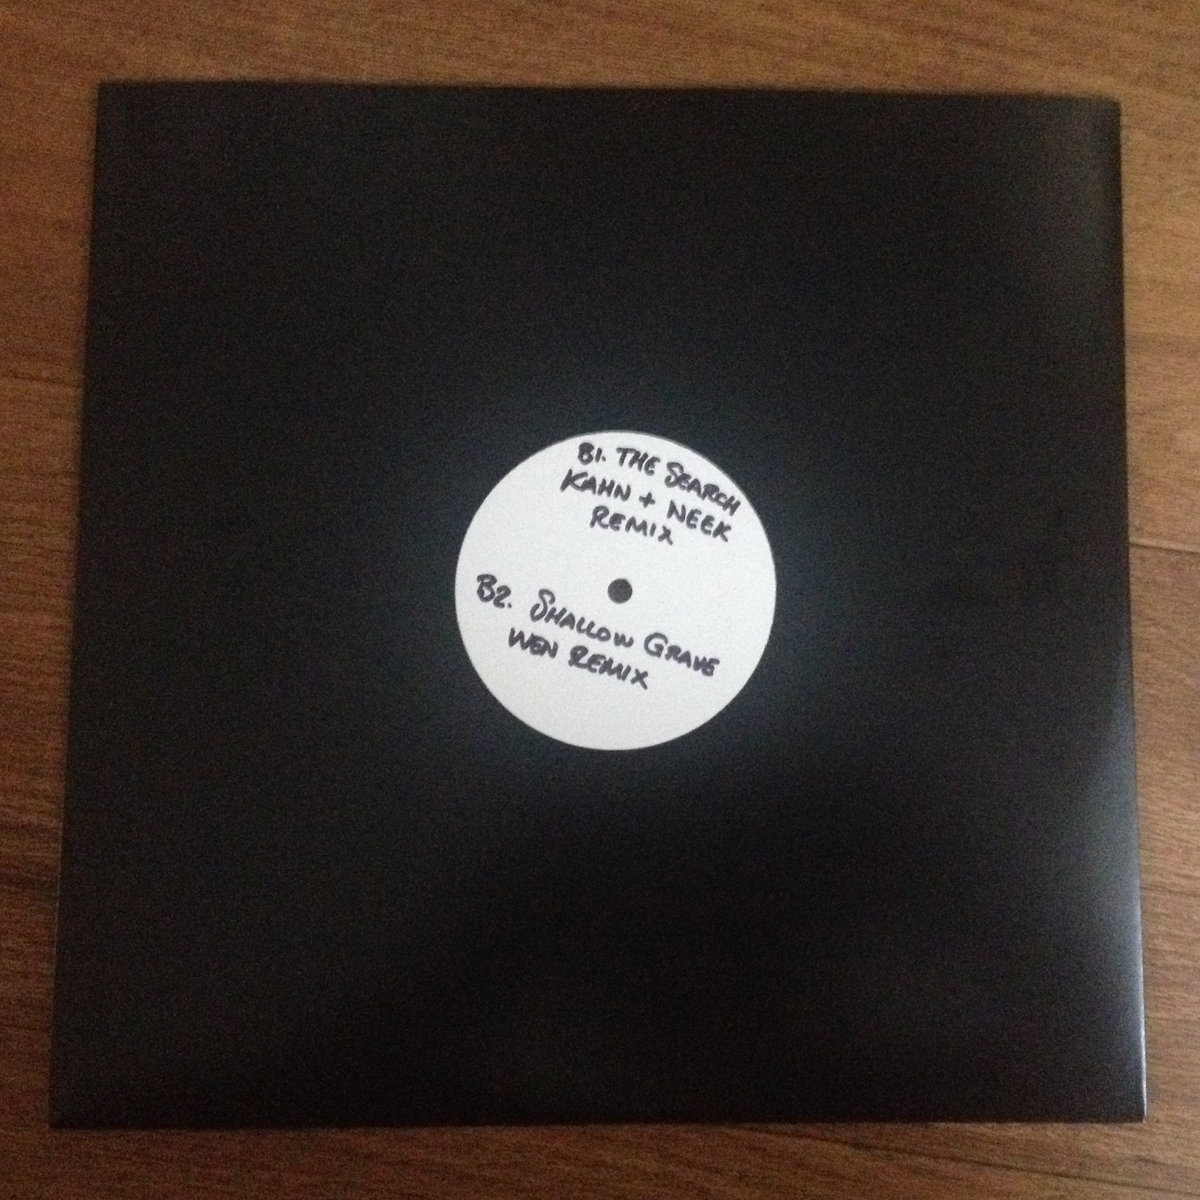 B1. THE SEARCH
KAHN + NEEK
REMIX
B2. SHALLOW GRAVE
WEN REMIX